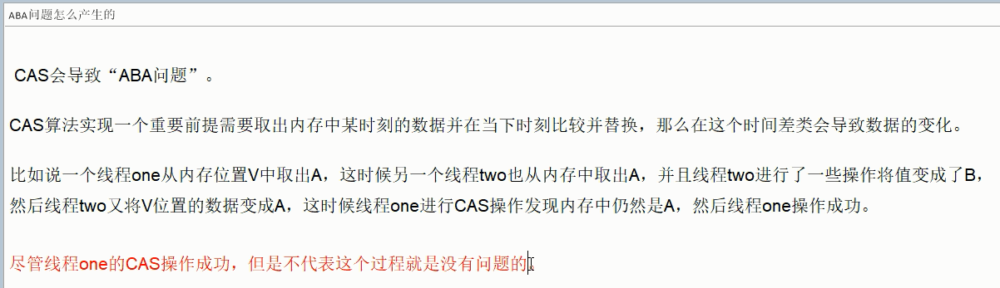 ABA问题怎么产生的
CAS会导致“ABA问题”。
CAS算法实现一个重要前提需要取出内存中某时刻的数据并在当下时刻比较并替换，那么在这个时间差类会导致数据的变化。
比如说一个线程one从内存位置V中取出A，这时候另一个线程two也从内存中取出A，并且线程two进行了一些操作将值变成了B，
然后线程two又将V位置的数据变成A，这时候线程one进行CAS操作发现内存中仍然是A，然后线程one操作成功。
尽管线程one的CAS操作成功，但是不代表这个过程就是没有问题的。